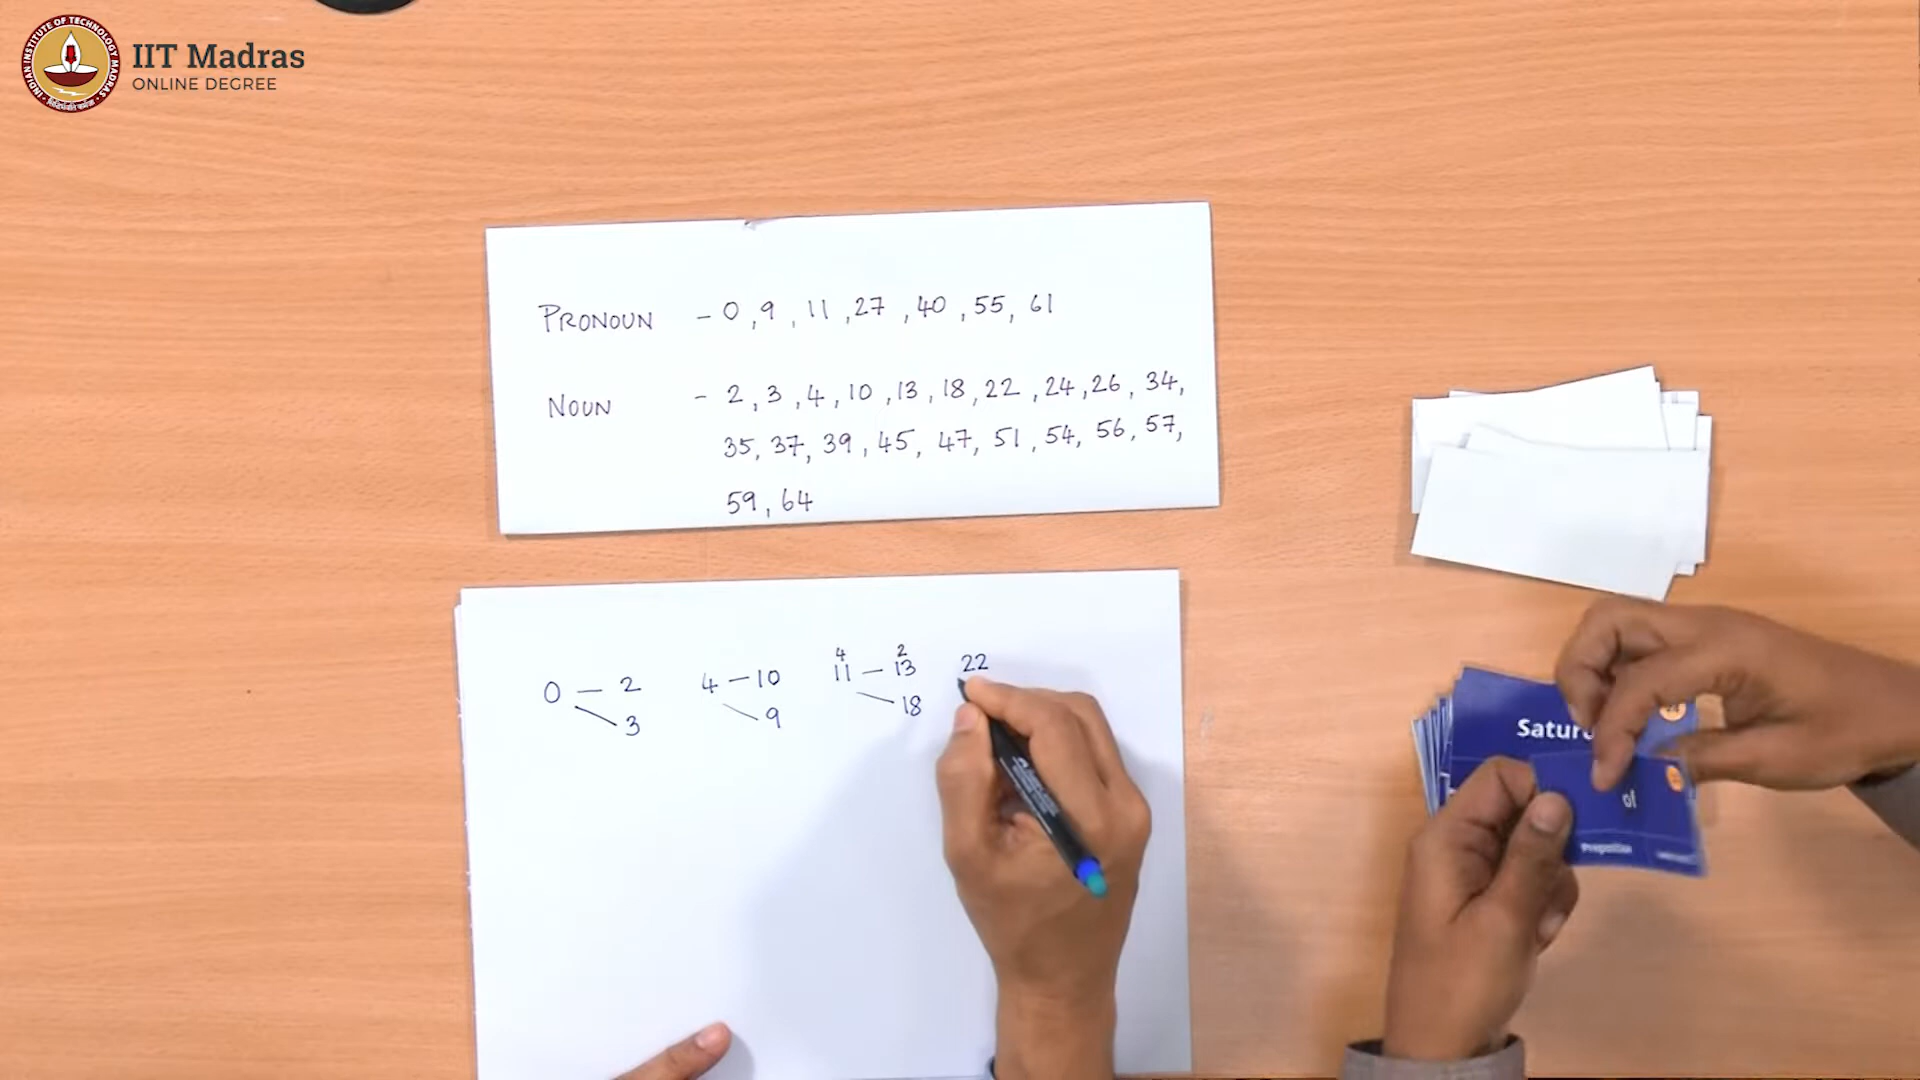 IIT Madras
ONLINE DEGREE
PRONOUN - 0, 9, 11, 27, 40, 55, 61
NOUN - 2, 3, 4, 10, 13, 18, 22, 24, 26, 34,
35, 37, 39, 45, 47, 51, 54, 56, 57,
59, 64
4 2
0 — 2 4 — 10 11 — 13 22
3 9 18
of
Preposition